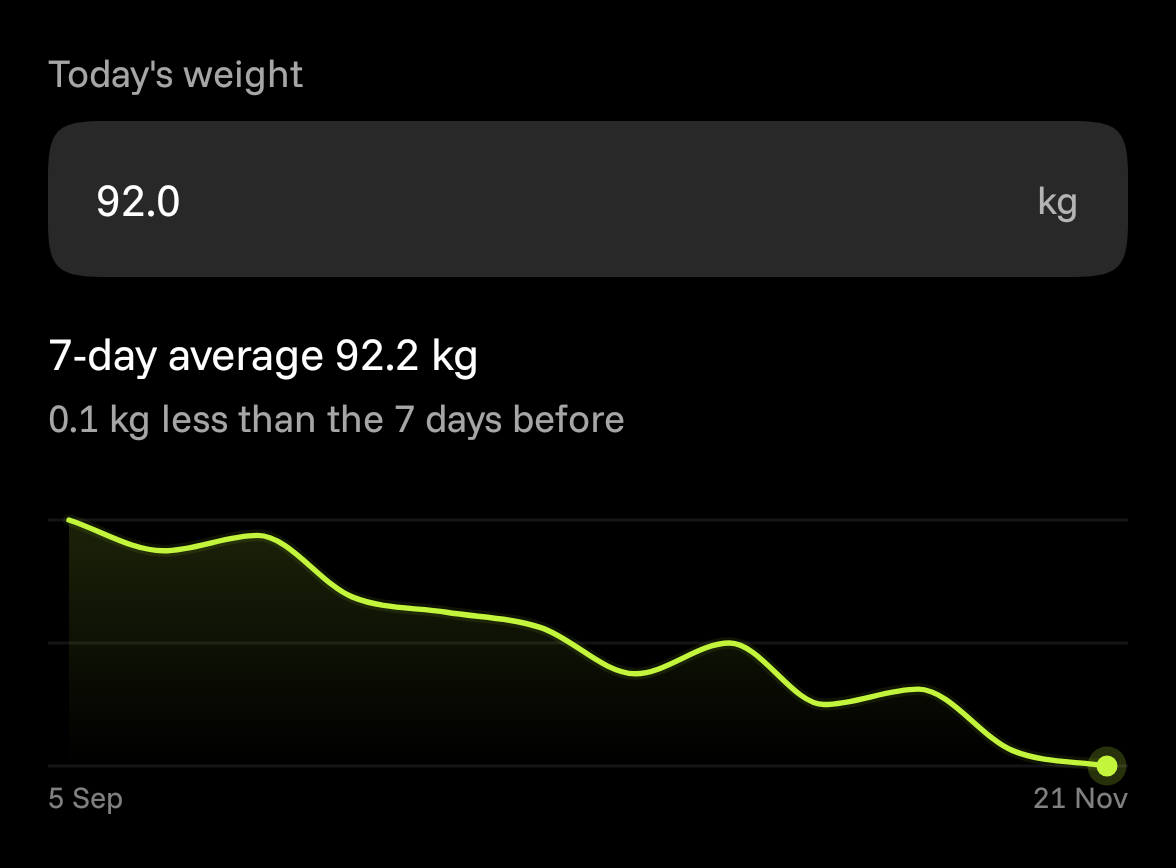 Today's weight
92.0 kg
7-day average 92.2 kg
0.1 kg less than the 7 days before
5 Sep 21 Nov